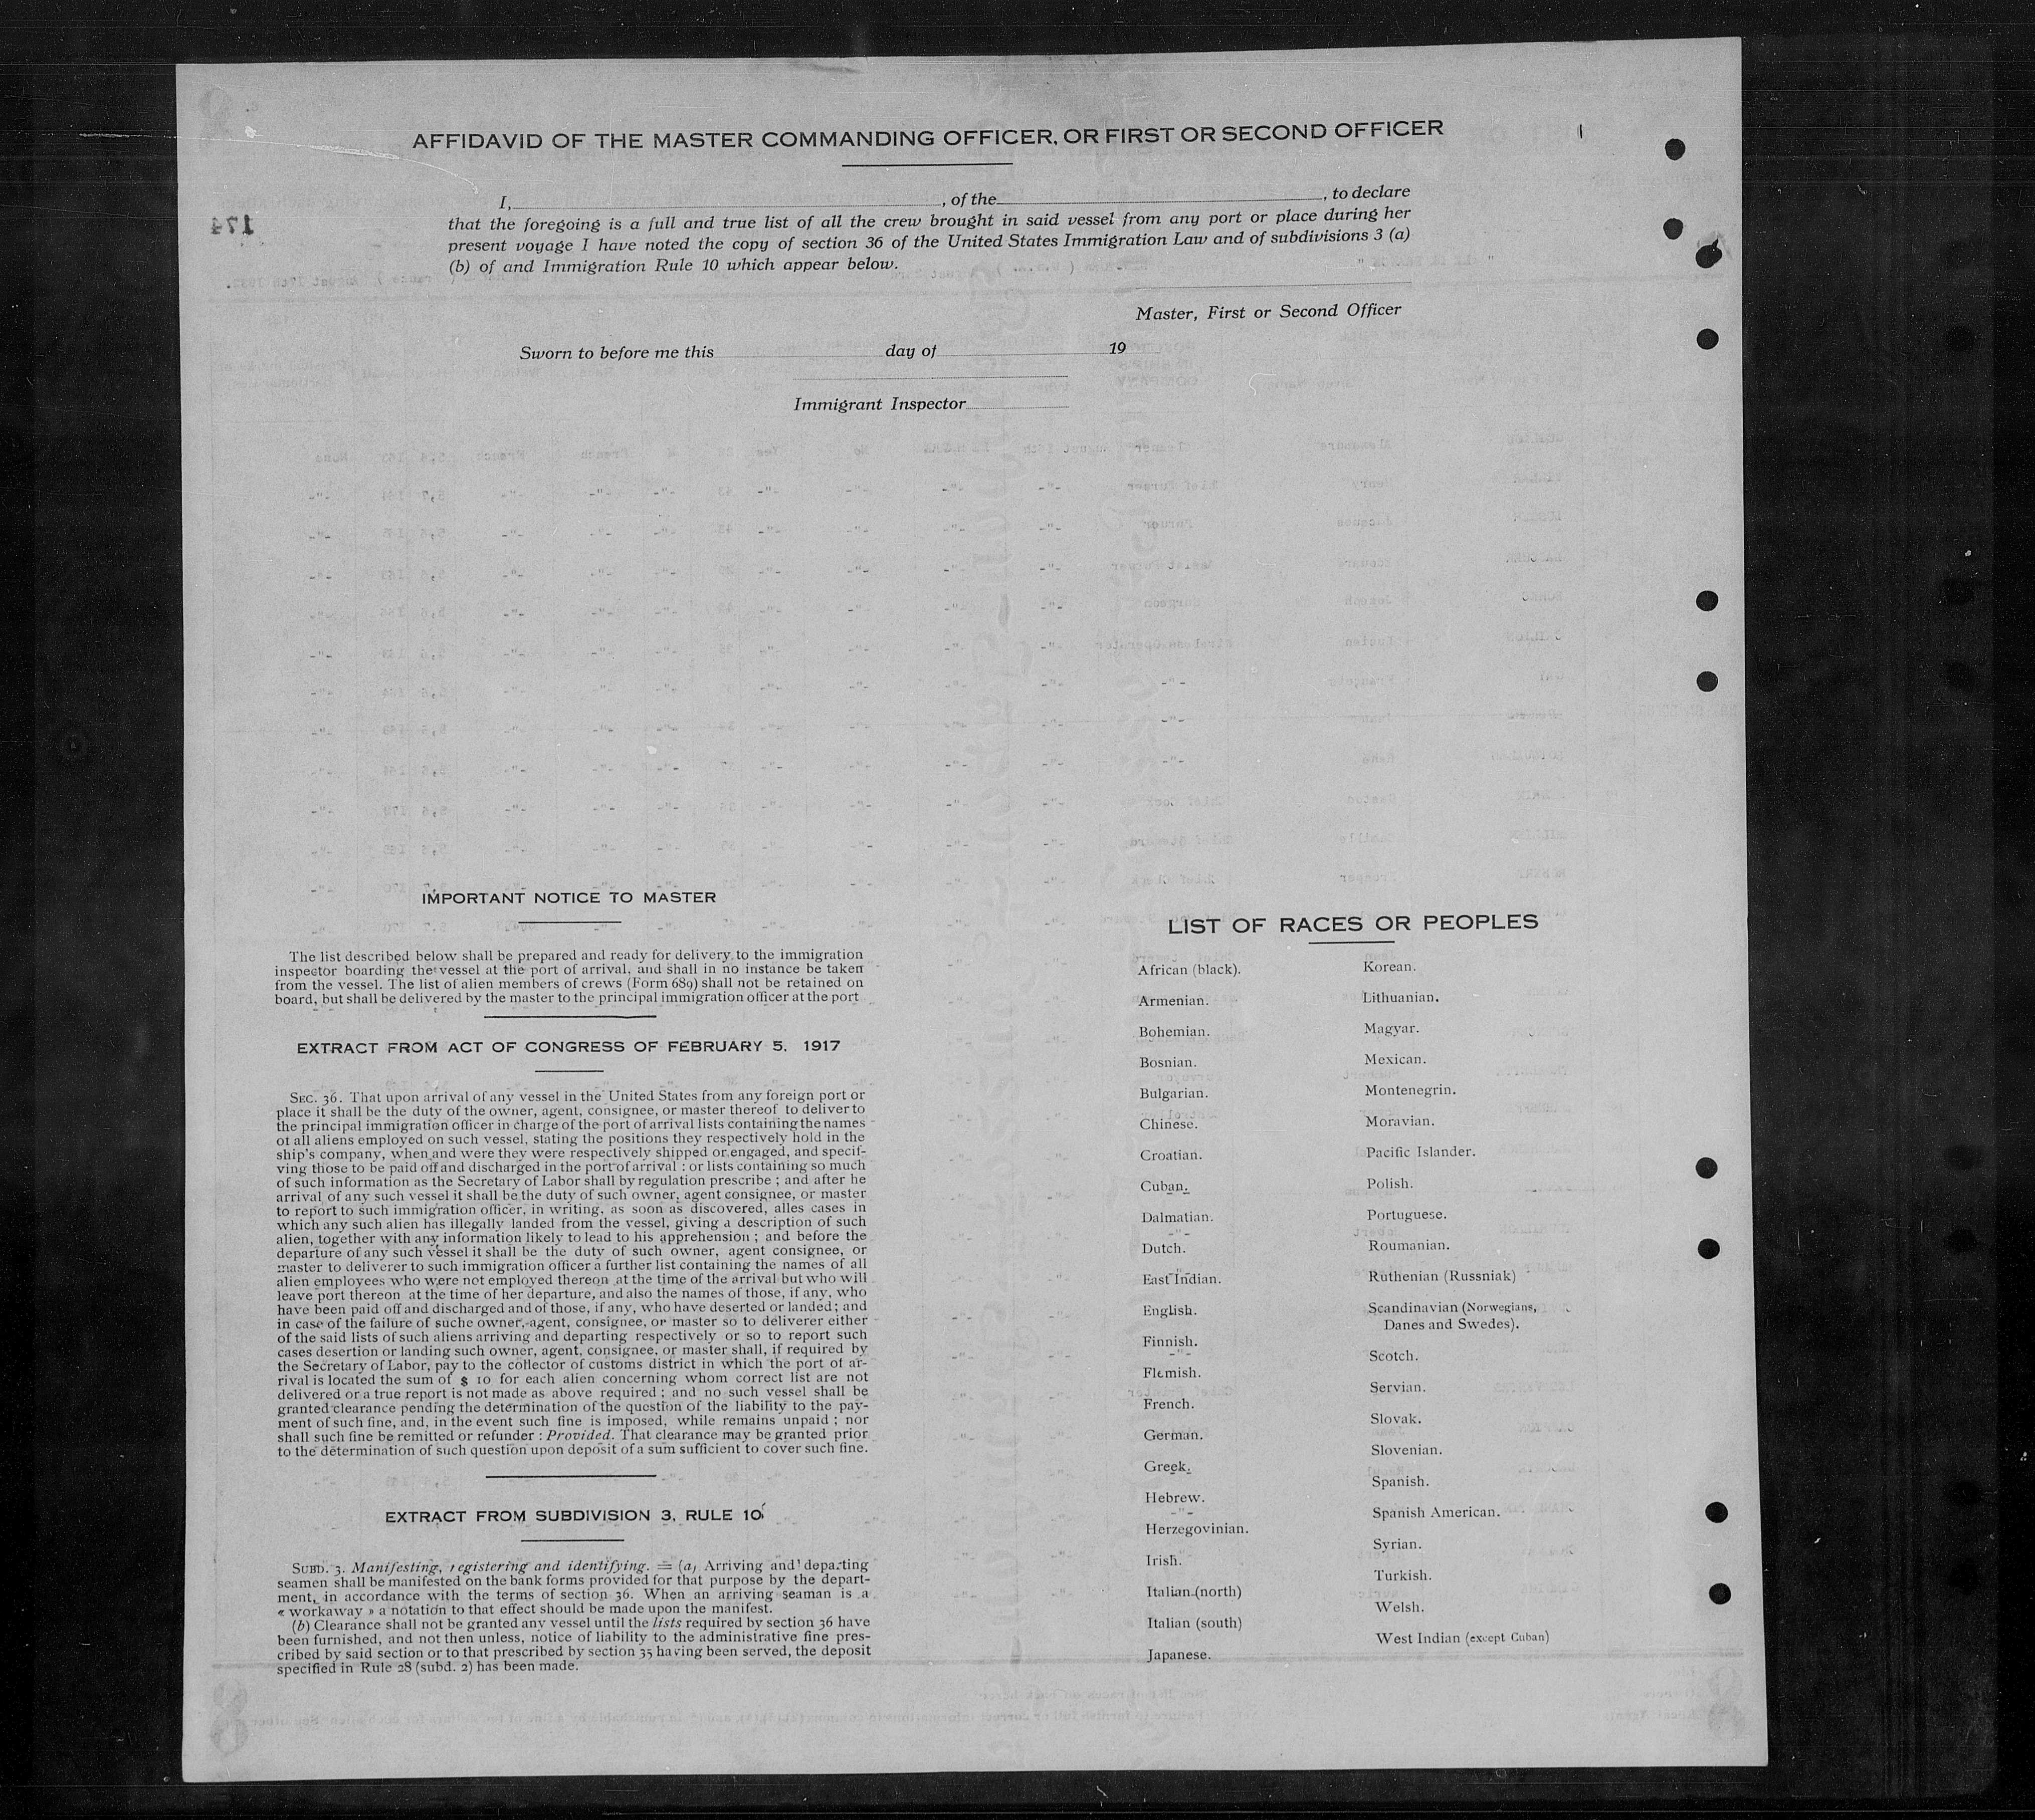 AFFIDAVID OF THE MASTER COMMANDING OFFICER, OR FIRST OR SECOND OFFICER
I, , of the , to declare
that the foregoing is a full and true list of all the crew brought in said vessel from any port or place during her
present voyage I have noted the copy of section 36 of the United States Immigration Law and of subdivisions 3 (a)
(b) of and Immigration Rule 10 which appear below.
Master, First or Second Officer
Sworn to before me this day of 19
Immigrant Inspector
174
IMPORTANT NOTICE TO MASTER
The list described below shall be prepared and ready for delivery to the immigration
inspector boarding the vessel at the port of arrival, and shall in no instance be taken
from the vessel. The list of alien members of crews (Form 689) shall not be retained on
board, but shall be delivered by the master to the principal immigration officer at the port
EXTRACT FROM ACT OF CONGRESS OF FEBRUARY 5, 1917
SEC. 36. That upon arrival of any vessel in the United States from any foreign port or
place it shall be the duty of the owner, agent, consignee, or master thereof to deliver to
the principal immigration officer in charge of the port of arrival lists containing the names
ot all aliens employed on such vessel, stating the positions they respectively hold in the
ship's company, when and were they were respectively shipped or engaged, and specif-
ving those to be paid off and discharged in the port of arrival : or lists containing so much
of such information as the Secretary of Labor shall by regulation prescribe ; and after he
arrival of any such vessel it shall be the duty of such owner, agent consignee, or master
to report to such immigration officer, in writing, as soon as discovered, alles cases in
which any such alien has illegally landed from the vessel, giving a description of such
alien, together with any information likely to lead to his apprehension ; and before the
departure of any such vessel it shall be the duty of such owner, agent consignee, or
master to deliverer to such immigration officer a further list containing the names of all
alien employees who were not employed thereon at the time of the arrival but who will
leave port thereon at the time of her departure, and also the names of those, if any, who
have been paid off and discharged and of those, if any, who have deserted or landed; and
in case of the failure of suche owner, agent, consignee, or master so to deliverer either
of the said lists of such aliens arriving and departing respectively or so to report such
cases desertion or landing such owner, agent, consignee, or master shall, if required by
the Secretary of Labor, pay to the collector of customs district in which the port of ar-
rival is located the sum of $ 10 for each alien concerning whom correct list are not
delivered or a true report is not made as above required ; and no such vessel shall be
granted clearance pending the determination of the question of the liability to the pay-
ment of such fine, and, in the event such fine is imposed, while remains unpaid ; nor
shall such fine be remitted or refunder : Provided. That clearance may be granted prior
to the determination of such question upon deposit of a sum sufficient to cover such fine.
EXTRACT FROM SUBDIVISION 3, RULE 10
SUBD. 3. Manifesting, registering and identifying. = (a) Arriving and departing
seamen shall be manifested on the bank forms provided for that purpose by the depart-
ment, in accordance with the terms of section 36. When an arriving seaman is a
« workaway » a notation to that effect should be made upon the manifest.
(b) Clearance shall not be granted any vessel until the lists required by section 36 have
been furnished, and not then unless, notice of liability to the administrative fine pres-
cribed by said section or to that prescribed by section 35 having been served, the deposit
specified in Rule 28 (subd. 2) has been made.
LIST OF RACES OR PEOPLES
African (black).
Armenian.
Bohemian.
Bosnian.
Bulgarian.
Chinese.
Croatian.
Cuban.
Dalmatian.
Dutch.
East Indian.
English.
Finnish.
Flemish.
French.
German.
Greek.
Hebrew.
Herzegovinian.
Irish.
Italian (north)
Italian (south)
Japanese.
Korean.
Lithuanian.
Magyar.
Mexican.
Montenegrin.
Moravian.
Pacific Islander.
Polish.
Portuguese.
Roumanian.
Ruthenian (Russniak)
Scandinavian (Norwegians,
Danes and Swedes).
Scotch.
Servian.
Slovak.
Slovenian.
Spanish.
Spanish American.
Syrian.
Turkish.
Welsh.
West Indian (except Cuban)